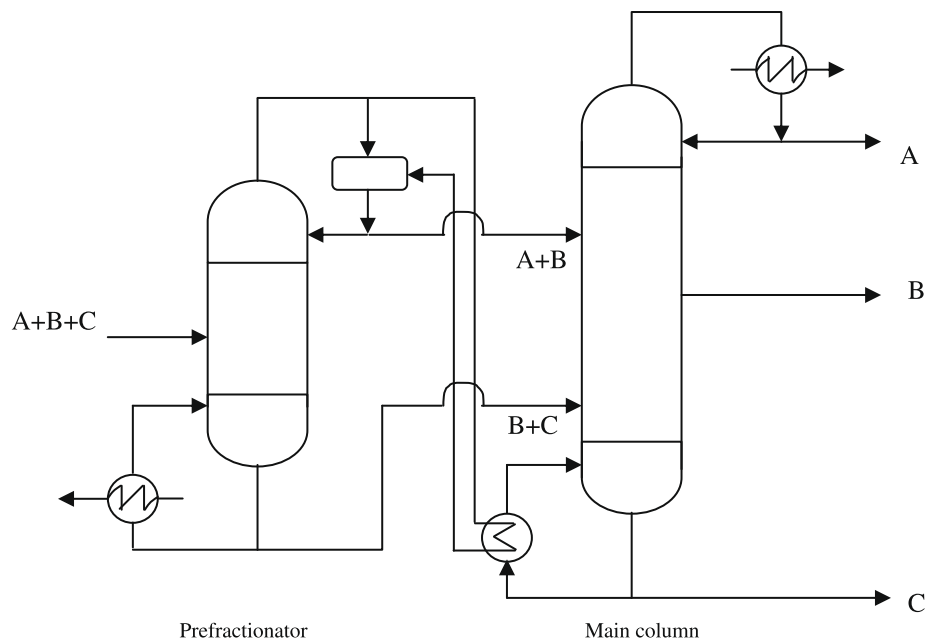 A
A+B
B
A+B+C
B+C
C
Prefractionator
Main column